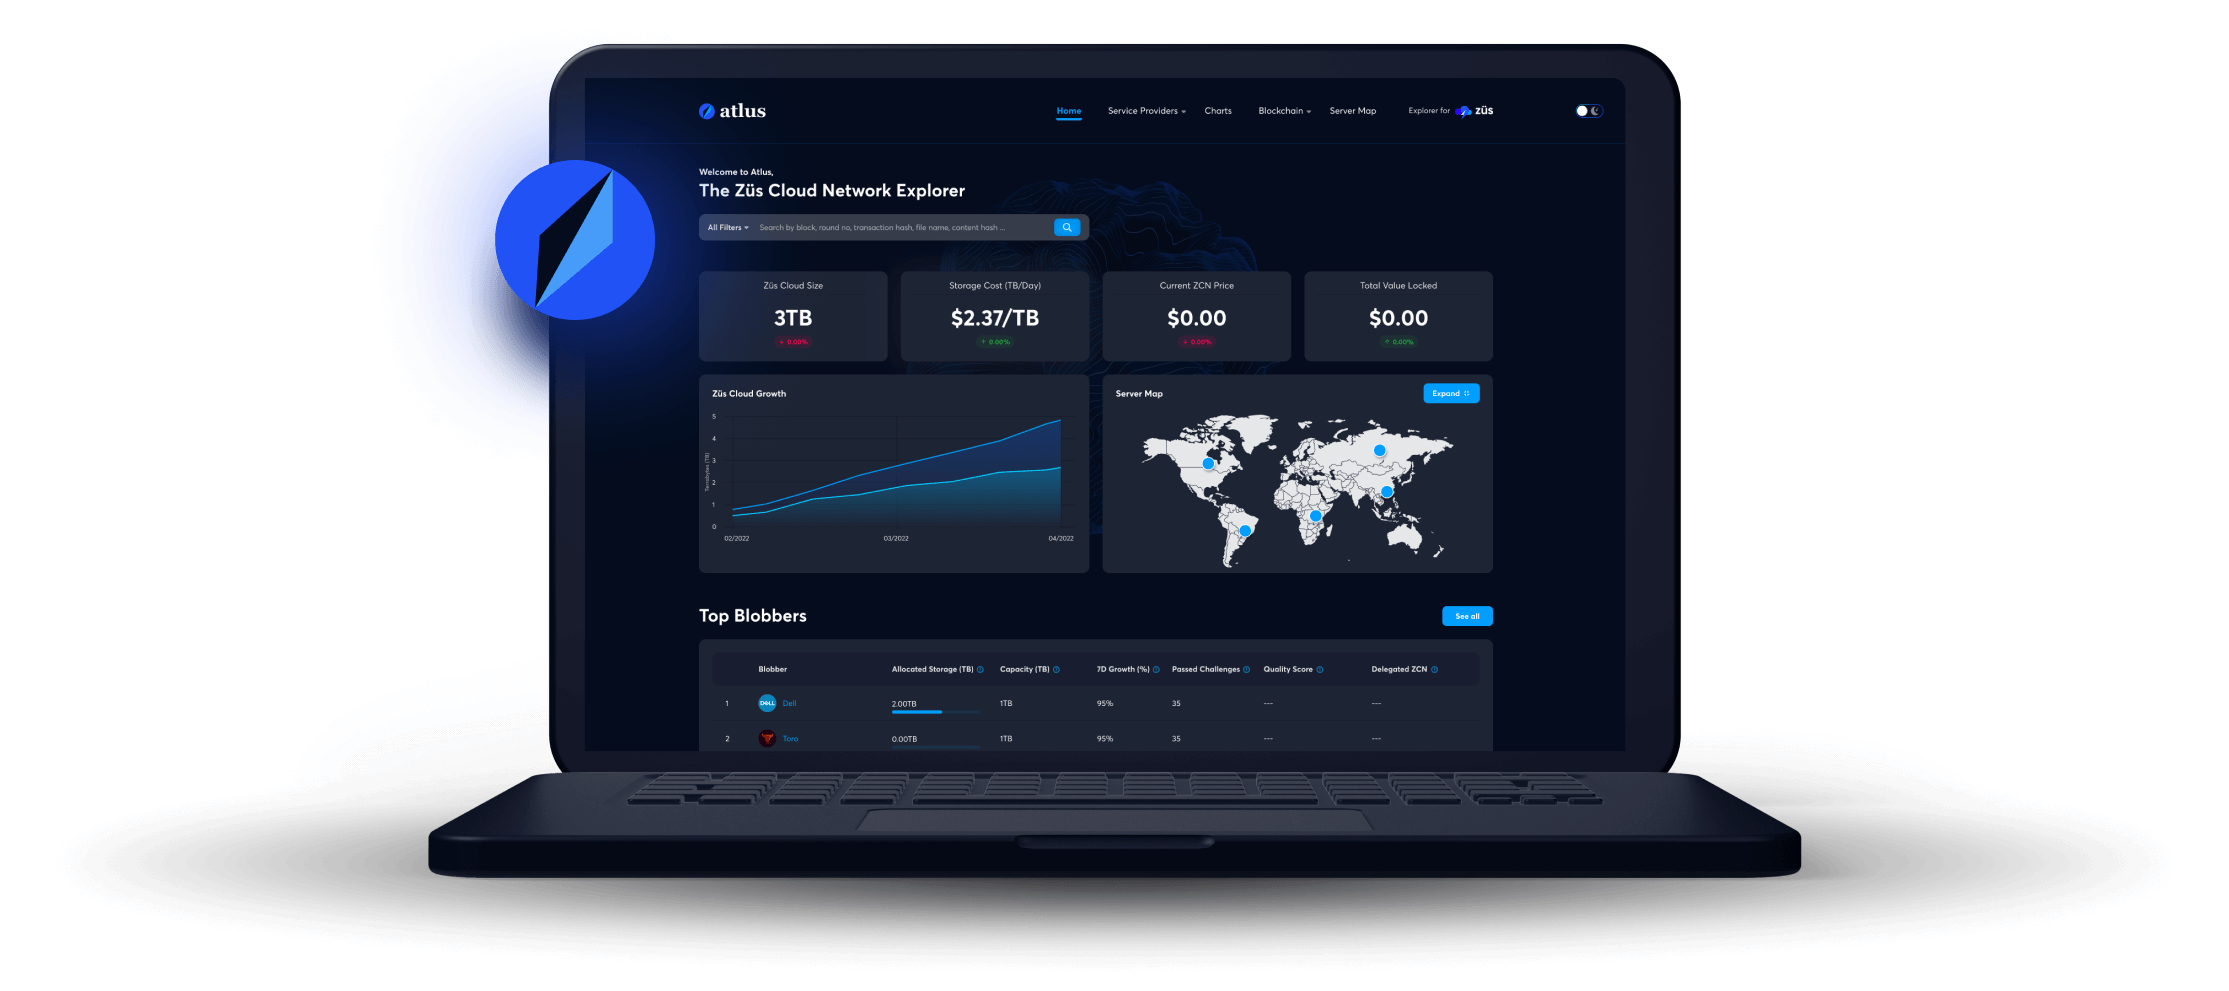 atlus
Home Service Providers Charts Blockchain Server Map Explorer for züs
Welcome to Atlus,
The Züs Cloud Network Explorer
All Filters Search by block, round no, transaction hash, file name, content hash ...
Züs Cloud Size Storage Cost (TB/Day) Current ZCN Price Total Value Locked
3TB $2.37/TB $0.00 $0.00
0.00% 0.00% 0.00% 0.00%
Züs Cloud Growth
5
4
3
2
1
0
Terabytes (TB)
02/2022 03/2022 04/2022
Server Map Expand
Top Blobbers See all
Blobber Allocated Storage (TB) Capacity (TB) 7D Growth (%) Passed Challenges Quality Score Delegated ZCN
1 DELL Dell 2.00TB 1TB 95% 35 --- ---
2 Toro 0.00TB 1TB 95% 35 --- ---